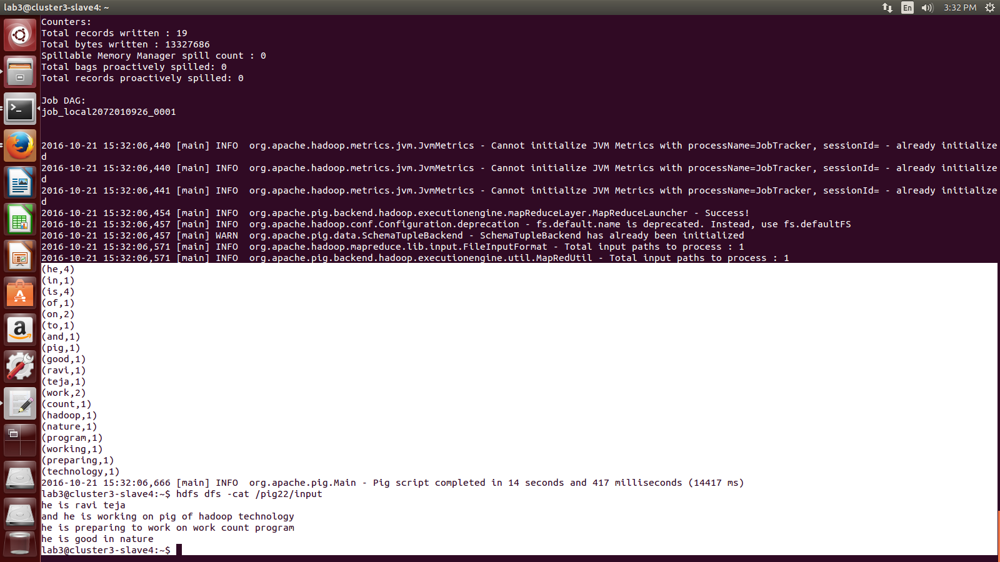 lab3@cluster3-slave4: ~
En
3:32 PM
Counters:
Total records written : 19
Total bytes written : 13327686
Spillable Memory Manager spill count : 0
Total bags proactively spilled: 0
Total records proactively spilled: 0
Job DAG:
job_local2072010926_0001
2016-10-21 15:32:06,440 [main] INFO  org.apache.hadoop.metrics.jvm.JvmMetrics - Cannot initialize JVM Metrics with processName=JobTracker, sessionId= - already initialize
d
2016-10-21 15:32:06,440 [main] INFO  org.apache.hadoop.metrics.jvm.JvmMetrics - Cannot initialize JVM Metrics with processName=JobTracker, sessionId= - already initialize
d
2016-10-21 15:32:06,441 [main] INFO  org.apache.hadoop.metrics.jvm.JvmMetrics - Cannot initialize JVM Metrics with processName=JobTracker, sessionId= - already initialize
d
2016-10-21 15:32:06,454 [main] INFO  org.apache.pig.backend.hadoop.executionengine.mapReduceLayer.MapReduceLauncher - Success!
2016-10-21 15:32:06,457 [main] INFO  org.apache.hadoop.conf.Configuration.deprecation - fs.default.name is deprecated. Instead, use fs.defaultFS
2016-10-21 15:32:06,457 [main] WARN  org.apache.pig.data.SchemaTupleBackend - SchemaTupleBackend has already been initialized
2016-10-21 15:32:06,571 [main] INFO  org.apache.hadoop.mapreduce.lib.input.FileInputFormat - Total input paths to process : 1
2016-10-21 15:32:06,571 [main] INFO  org.apache.pig.backend.hadoop.executionengine.util.MapRedUtil - Total input paths to process : 1
(he,4)
(in,1)
(is,4)
(of,1)
(on,2)
(to,1)
(and,1)
(pig,1)
(good,1)
(ravi,1)
(teja,1)
(work,2)
(count,1)
(hadoop,1)
(nature,1)
(program,1)
(working,1)
(preparing,1)
(technology,1)
2016-10-21 15:32:06,666 [main] INFO  org.apache.pig.Main - Pig script completed in 14 seconds and 417 milliseconds (14417 ms)
lab3@cluster3-slave4:~$ hdfs dfs -cat /pig22/input
he is ravi teja
and he is working on pig of hadoop technology
he is preparing to work on work count program
he is good in nature
lab3@cluster3-slave4:~$